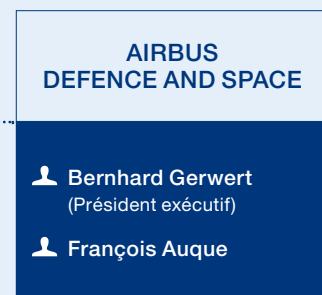 AIRBUS
DEFENCE AND SPACE
Bernhard Gerwert
(Président exécutif)
François Auque